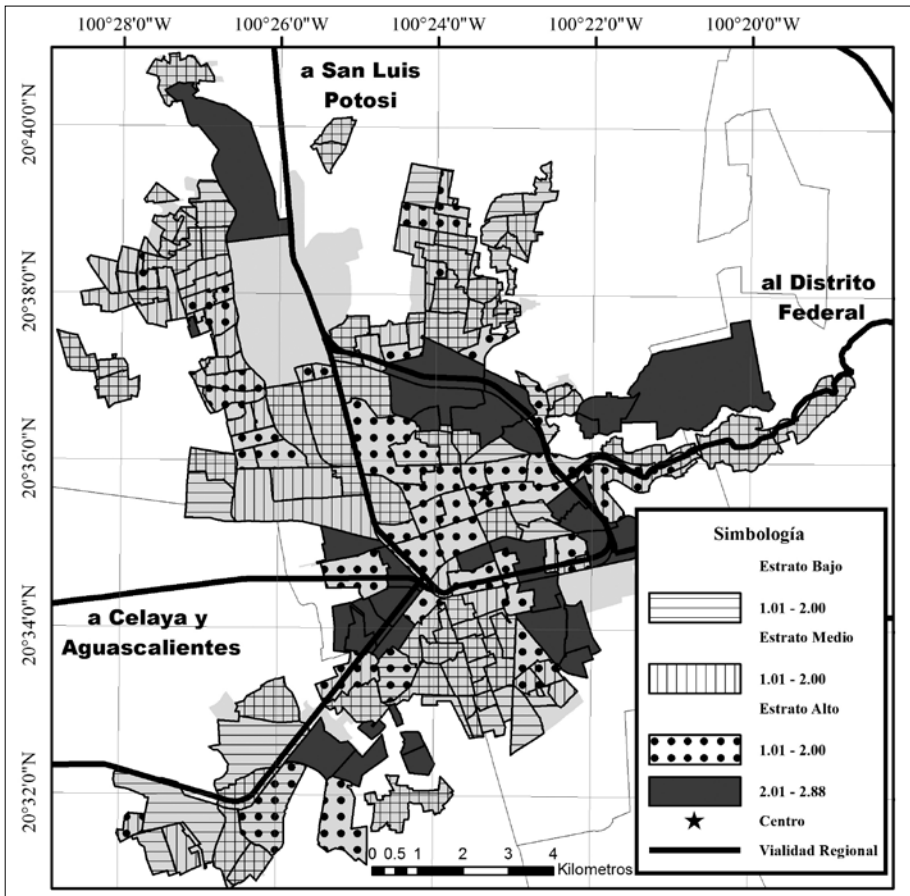 100°28'0"W 100°26'0"W 100°24'0"W 100°22'0"W 100°20'0"W
20°40'0"N
20°38'0"N
20°36'0"N
20°34'0"N
20°32'0"N
a San Luis
Potosi
al Distrito
Federal
a Celaya y
Aguascalientes
Simbología
Estrato Bajo
1.01 - 2.00
Estrato Medio
1.01 - 2.00
Estrato Alto
1.01 - 2.00
2.01 - 2.88
Centro
Vialidad Regional
0 0.5 1 2 3 4
Kilometros